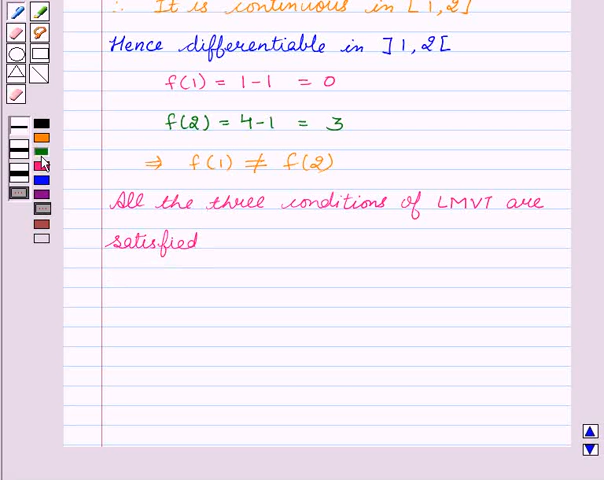 ∴ It is continuous in [1,2]
Hence differentiable in ]1,2[
f(1) = 1-1 = 0
f(2) = 4-1 = 3
⇒ f(1) ≠ f(2)
All the three conditions of LMVT are
satisfied